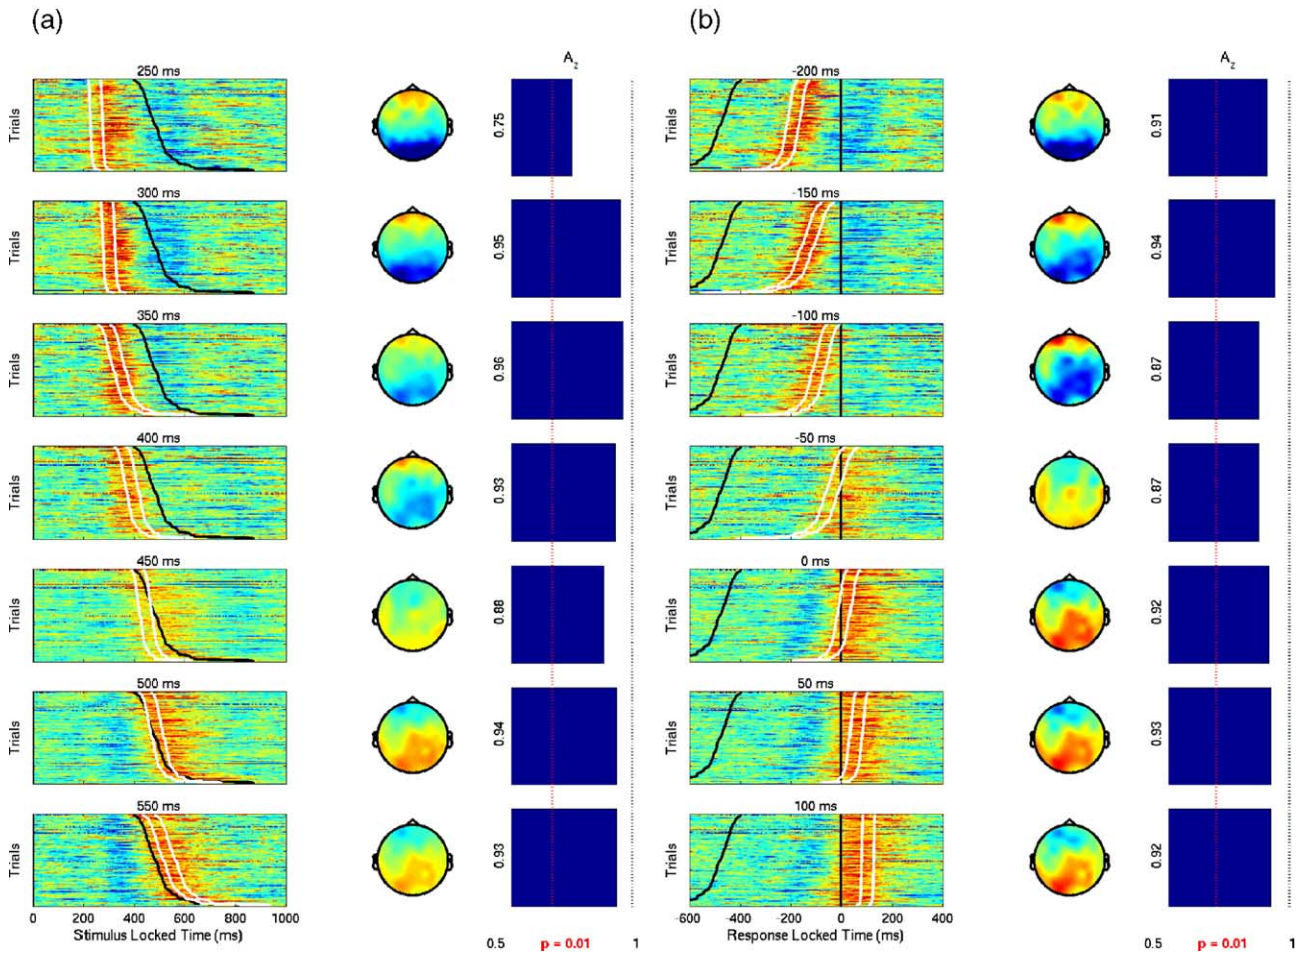 (a)
A_z
250 ms
Trials
0.75
300 ms
Trials
0.95
350 ms
Trials
0.96
400 ms
Trials
0.93
450 ms
Trials
0.88
500 ms
Trials
0.94
550 ms
Trials
0.93
0 200 400 600 800 1000
Stimulus Locked Time (ms)
0.5 p = 0.01 1
(b)
A_z
-200 ms
Trials
0.91
-150 ms
Trials
0.94
-100 ms
Trials
0.87
-50 ms
Trials
0.87
0 ms
Trials
0.92
50 ms
Trials
0.93
100 ms
Trials
0.92
-600 -400 -200 0 200 400
Response Locked Time (ms)
0.5 p = 0.01 1